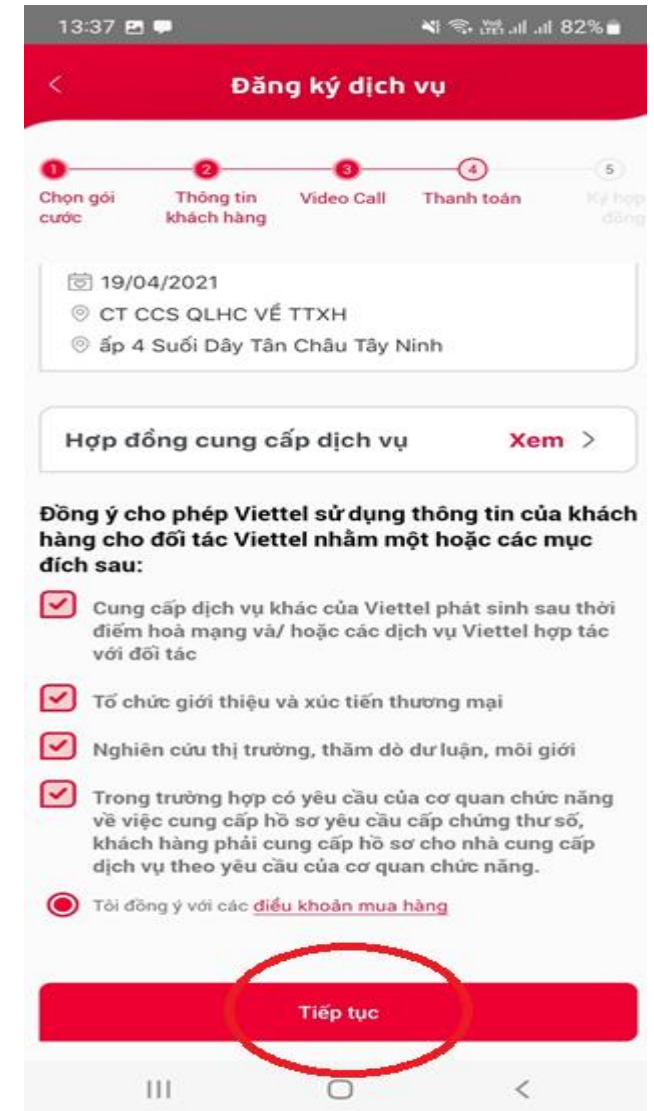 13:37 82%
Đăng ký dịch vụ
1 2 3 4 5
Chọn gói cước
Thông tin khách hàng
Video Call
Thanh toán
Ký hợp đồng
19/04/2021
CT CCS QLHC VỀ TTXH
ấp 4 Suối Dây Tân Châu Tây Ninh
Hợp đồng cung cấp dịch vụ Xem >
Đồng ý cho phép Viettel sử dụng thông tin của khách
hàng cho đối tác Viettel nhằm một hoặc các mục
đích sau:
Cung cấp dịch vụ khác của Viettel phát sinh sau thời
điểm hoà mạng và/ hoặc các dịch vụ Viettel hợp tác
với đối tác
Tổ chức giới thiệu và xúc tiến thương mại
Nghiên cứu thị trường, thăm dò dư luận, môi giới
Trong trường hợp có yêu cầu của cơ quan chức năng
về việc cung cấp hồ sơ yêu cầu cấp chứng thư số,
khách hàng phải cung cấp hồ sơ cho nhà cung cấp
dịch vụ theo yêu cầu của cơ quan chức năng.
Tôi đồng ý với các điều khoản mua hàng
Tiếp tục